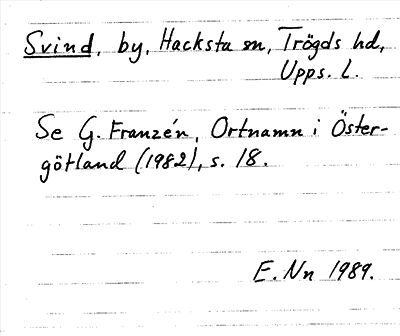 Svind, by, Hacksta sn, Trögds hd,
Upps. l.
Se G. Franzén, Ortnamn i Öster-
götland (1982), s. 18.
E. Nn 1989.